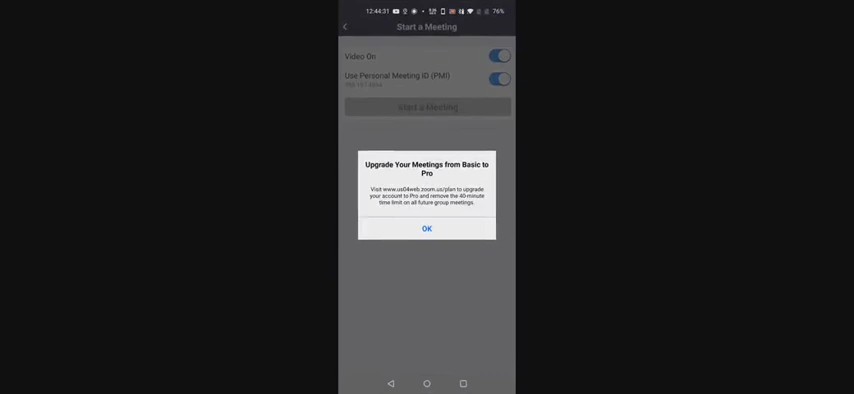 12:44:31 76%
Start a Meeting
Video On
Use Personal Meeting ID (PMI)
Start a Meeting
Upgrade Your Meetings from Basic to
Pro
Visit www.us04web.zoom.us/plan to upgrade
your account to Pro and remove the 40-minute
time limit on all future group meetings.
OK